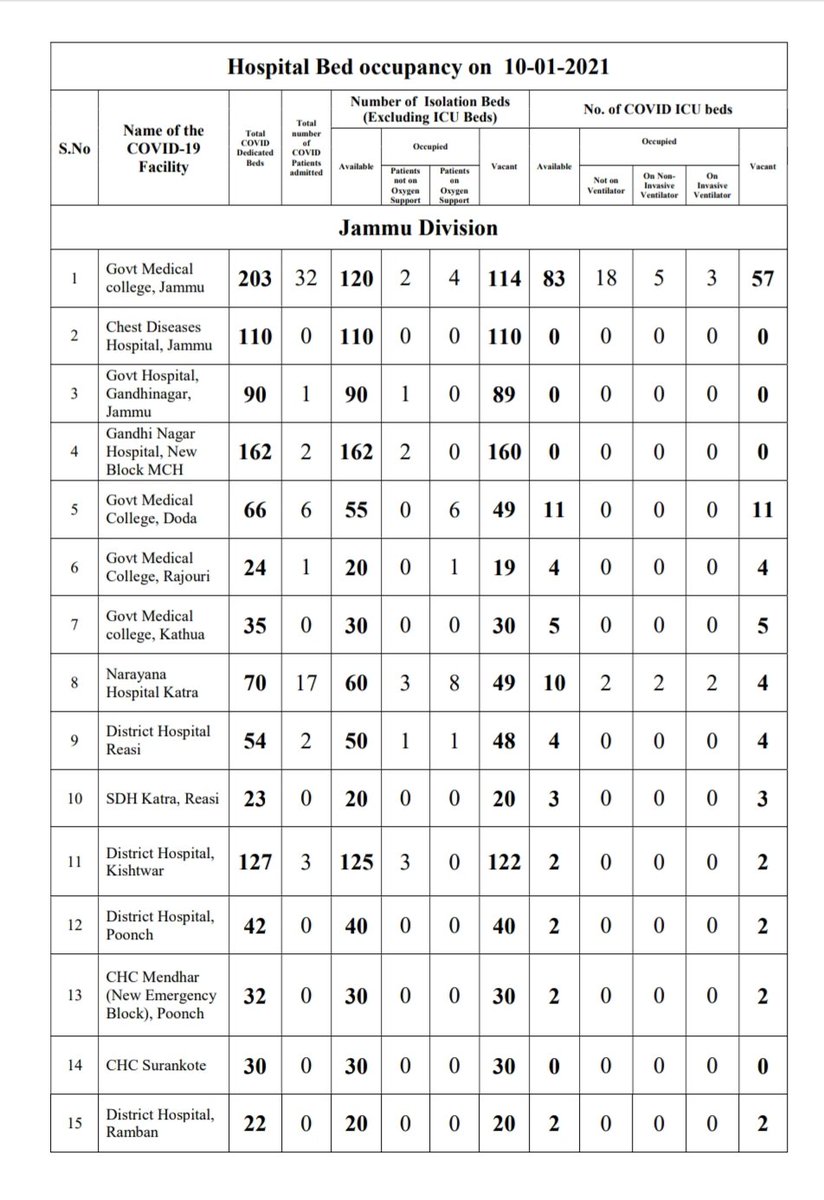 Hospital Bed occupancy on 10-01-2021
S.No
Name of the
COVID-19
Facility
Total
COVID
Dedicated
Beds
Total
number
of
COVID
Patients
admitted
Number of Isolation Beds
(Excluding ICU Beds)
No. of COVID ICU beds
Available
Occupied
Vacant
Available
Occupied
Vacant
Patients
not on
Oxygen
Support
Patients
on
Oxygen
Support
Not on
Ventilator
On Non-
Invasive
Ventilator
On
Invasive
Ventilator
Jammu Division
1 Govt Medical
college, Jammu 203 32 120 2 4 114 83 18 5 3 57
2 Chest Diseases
Hospital, Jammu 110 0 110 0 0 110 0 0 0 0 0
3 Govt Hospital,
Gandhinagar,
Jammu 90 1 90 1 0 89 0 0 0 0 0
4 Gandhi Nagar
Hospital, New
Block MCH 162 2 162 2 0 160 0 0 0 0 0
5 Govt Medical
College, Doda 66 6 55 0 6 49 11 0 0 0 11
6 Govt Medical
College, Rajouri 24 1 20 0 1 19 4 0 0 0 4
7 Govt Medical
college, Kathua 35 0 30 0 0 30 5 0 0 0 5
8 Narayana
Hospital Katra 70 17 60 3 8 49 10 2 2 2 4
9 District Hospital
Reasi 54 2 50 1 1 48 4 0 0 0 4
10 SDH Katra, Reasi 23 0 20 0 0 20 3 0 0 0 3
11 District Hospital,
Kishtwar 127 3 125 3 0 122 2 0 0 0 2
12 District Hospital,
Poonch 42 0 40 0 0 40 2 0 0 0 2
13 CHC Mendhar
(New Emergency
Block), Poonch 32 0 30 0 0 30 2 0 0 0 2
14 CHC Surankote 30 0 30 0 0 30 0 0 0 0 0
15 District Hospital,
Ramban 22 0 20 0 0 20 2 0 0 0 2